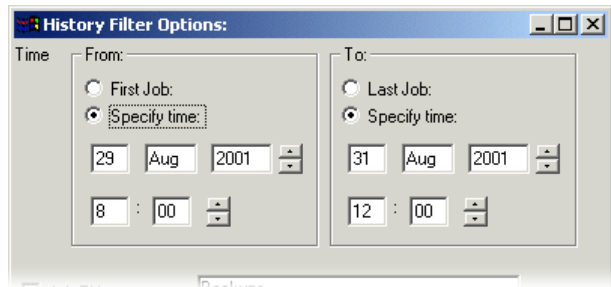 History Filter Options:
Time
From:
First Job:
Specify time:
29 Aug 2001
8 : 00
To:
Last Job:
Specify time:
31 Aug 2001
12 : 00